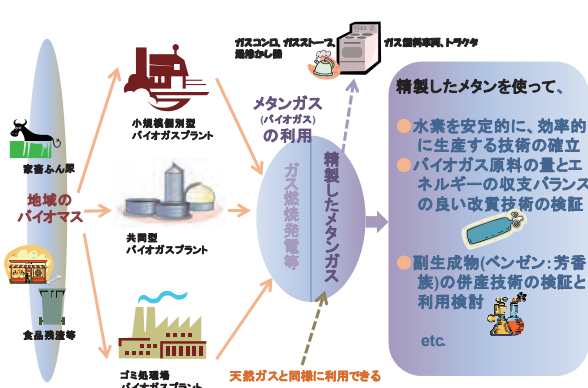 ガスコンロ、ガスストーブ、
湯沸かし器
ガス燃料車両、トラクタ
家畜ふん尿
地域の
バイオマス
食品残渣等
小規模個別型
バイオガスプラント
共同型
バイオガスプラント
ゴミ処理場
バイオガスプラント
メタンガス
(バイオガス)
の利用
ガス燃焼発電等
精製したメタンガス
天然ガスと同様に利用できる
精製したメタンを使って、
水素を安定的に、効率的
に生産する技術の確立
バイオガス原料の量とエ
ネルギーの収支バランス
の良い改質技術の検証
副生成物(ベンゼン:芳香
族)の併産技術の検証と
利用検討
etc.